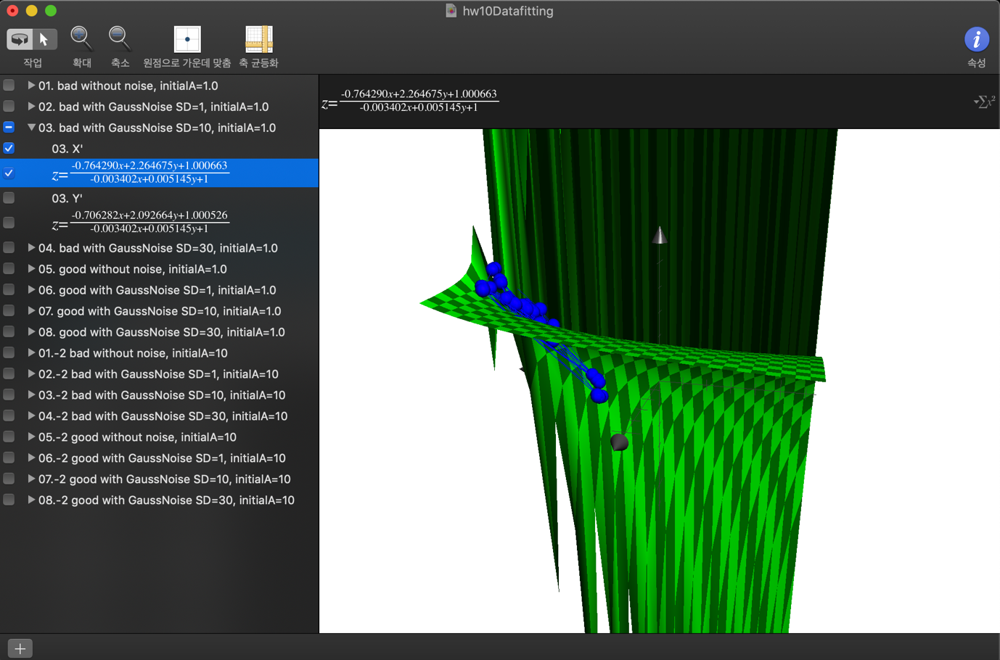 hw10Datafitting
작업
확대
축소
원점으로 가운데 맞춤
축 균등화
속성
01. bad without noise, initialA=1.0
02. bad with GaussNoise SD=1, initialA=1.0
03. bad with GaussNoise SD=10, initialA=1.0
03. X'
z=
-0.764290x+2.264675y+1.000663
-0.003402x+0.005145y+1
03. Y'
z=
-0.706282x+2.092664y+1.000526
-0.003402x+0.005145y+1
04. bad with GaussNoise SD=30, initialA=1.0
05. good without noise, initialA=1.0
06. good with GaussNoise SD=1, initialA=1.0
07. good with GaussNoise SD=10, initialA=1.0
08. good with GaussNoise SD=30, initialA=1.0
01.-2 bad without noise, initialA=10
02.-2 bad with GaussNoise SD=1, initialA=10
03.-2 bad with GaussNoise SD=10, initialA=10
04.-2 bad with GaussNoise SD=30, initialA=10
05.-2 good without noise, initialA=10
06.-2 good with GaussNoise SD=1, initialA=10
07.-2 good with GaussNoise SD=10, initialA=10
08.-2 good with GaussNoise SD=30, initialA=10
z=
-0.764290x+2.264675y+1.000663
-0.003402x+0.005145y+1
Σx²